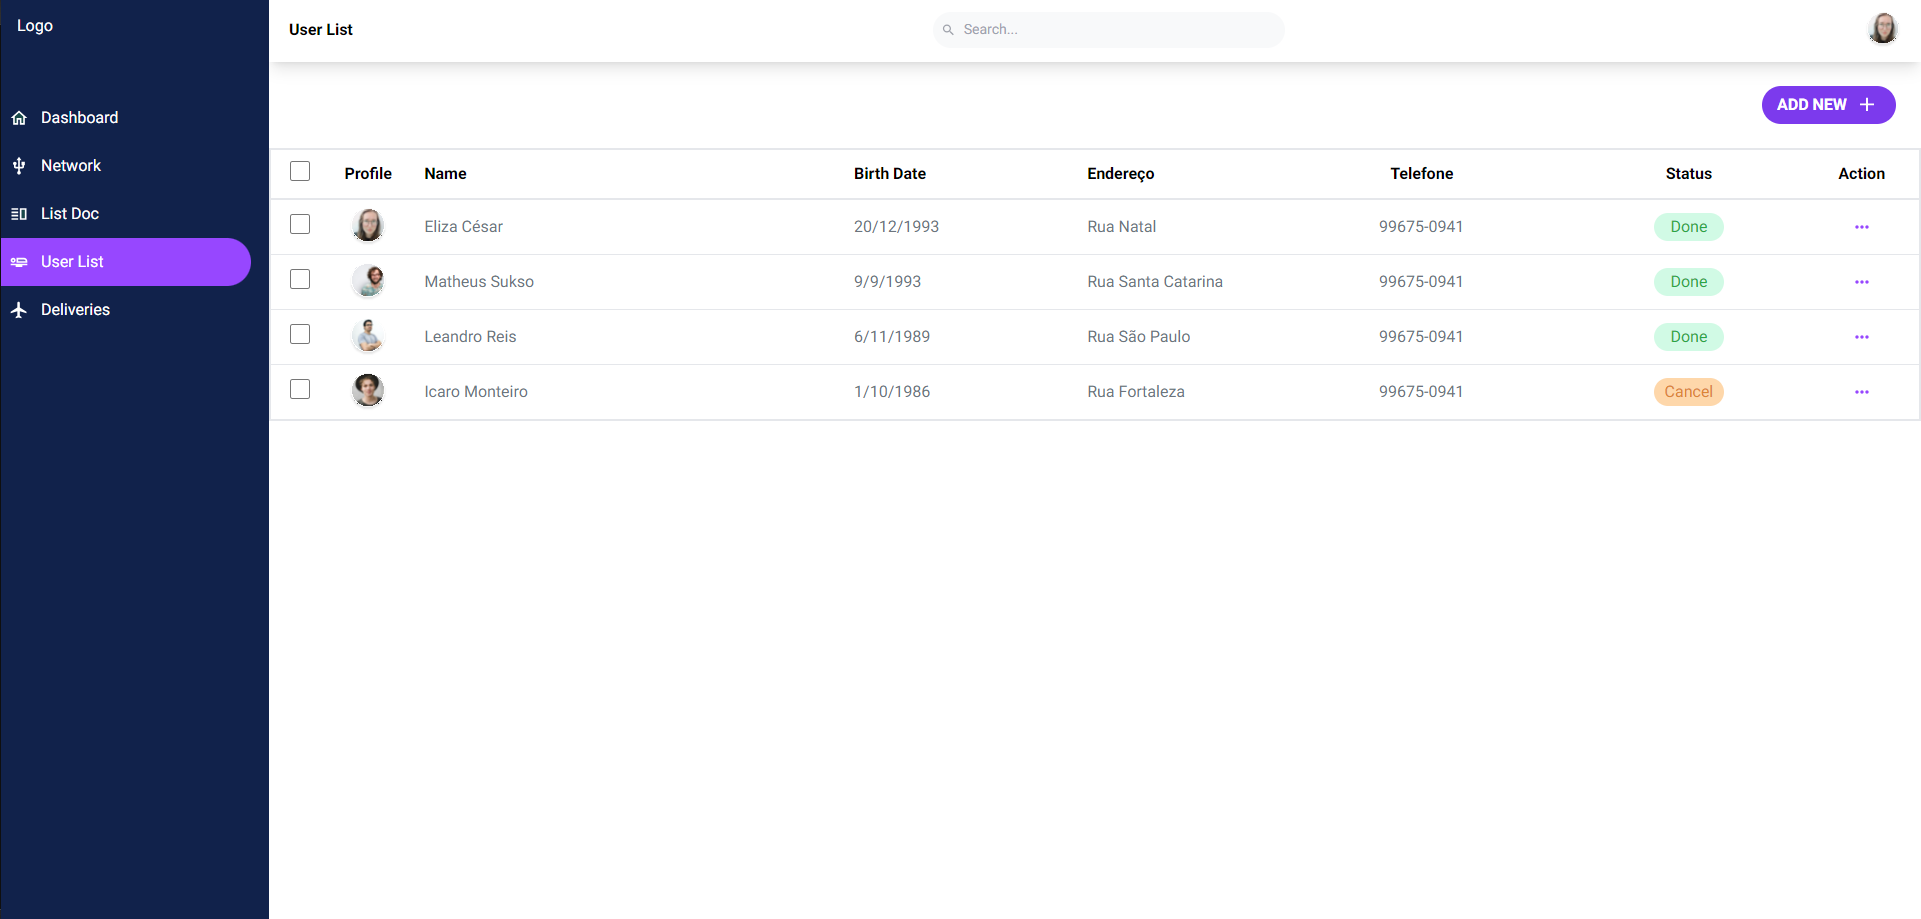 Logo
Dashboard
Network
List Doc
User List
Deliveries
User List
Search...
ADD NEW
Profile Name Birth Date Endereço Telefone Status Action
Eliza César 20/12/1993 Rua Natal 99675-0941 Done
Matheus Sukso 9/9/1993 Rua Santa Catarina 99675-0941 Done
Leandro Reis 6/11/1989 Rua São Paulo 99675-0941 Done
Icaro Monteiro 1/10/1986 Rua Fortaleza 99675-0941 Cancel